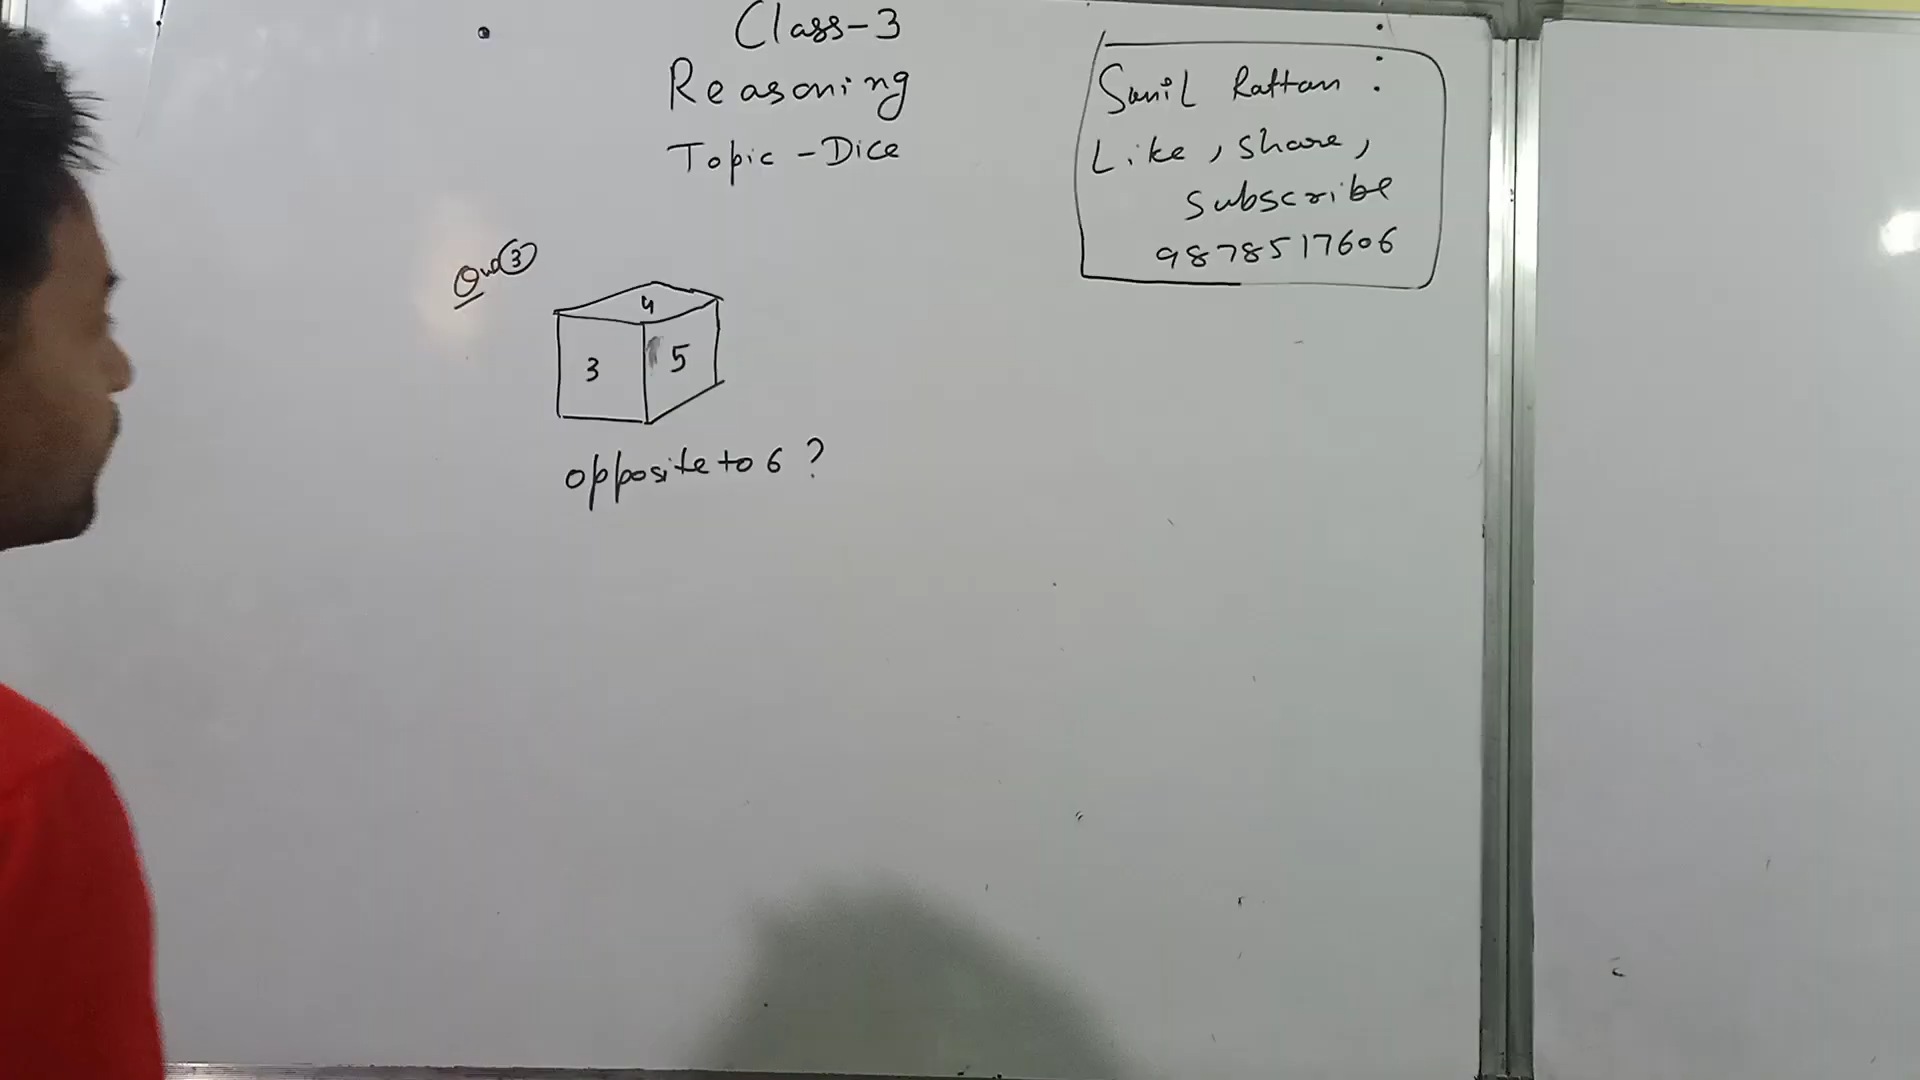 Class-3
Reasoning
Topic - Dice
Sunil Rattan :
Like, share,
subscribe
9878517606
Que 3
4
3 5
opposite to 6 ?